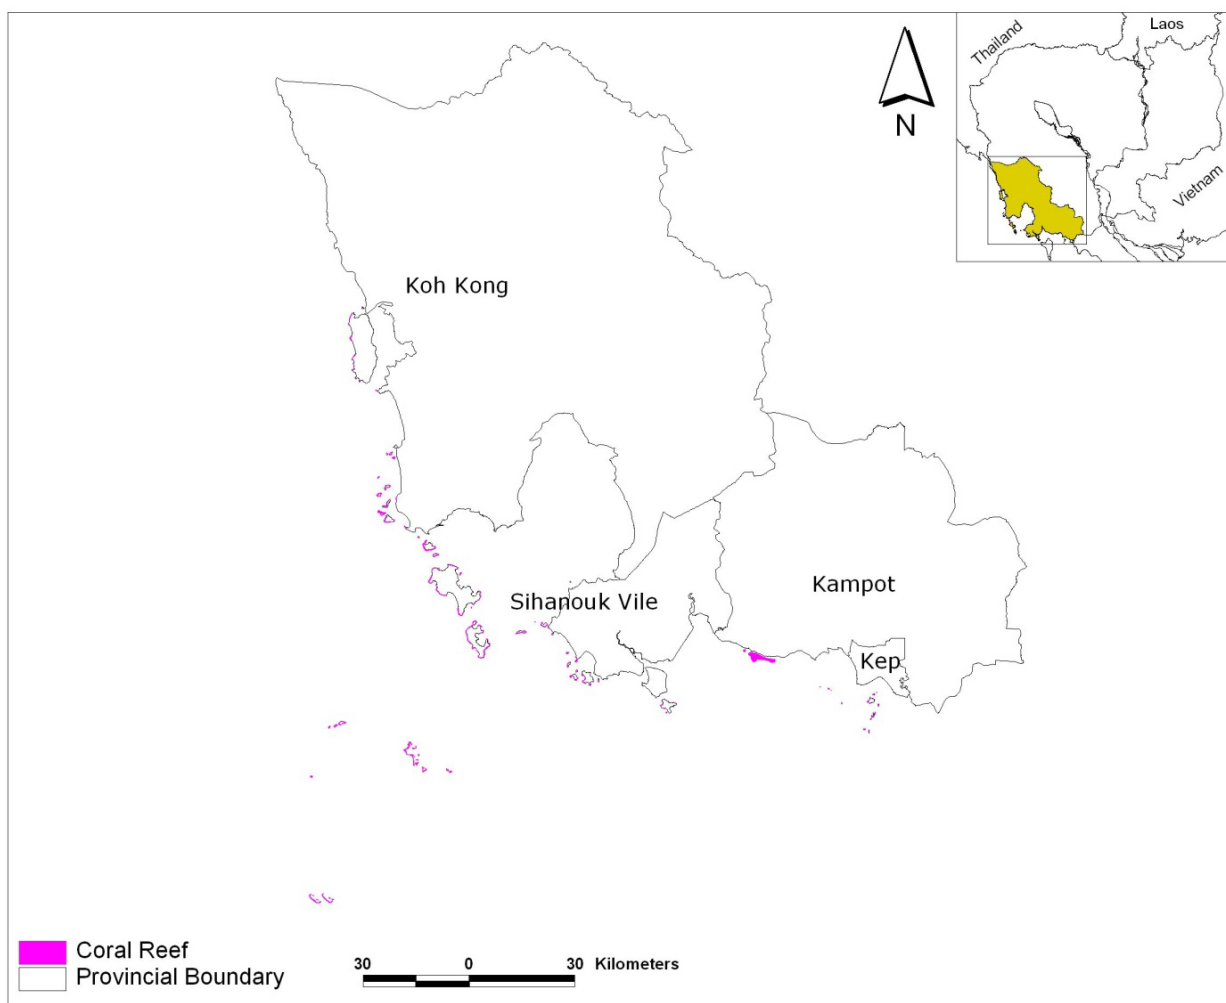 Laos
Thailand
N
Vietnam
Koh Kong
Kampot
Sihanouk Vile
Kep
Coral Reef
Provincial Boundary
30 0 30 Kilometers